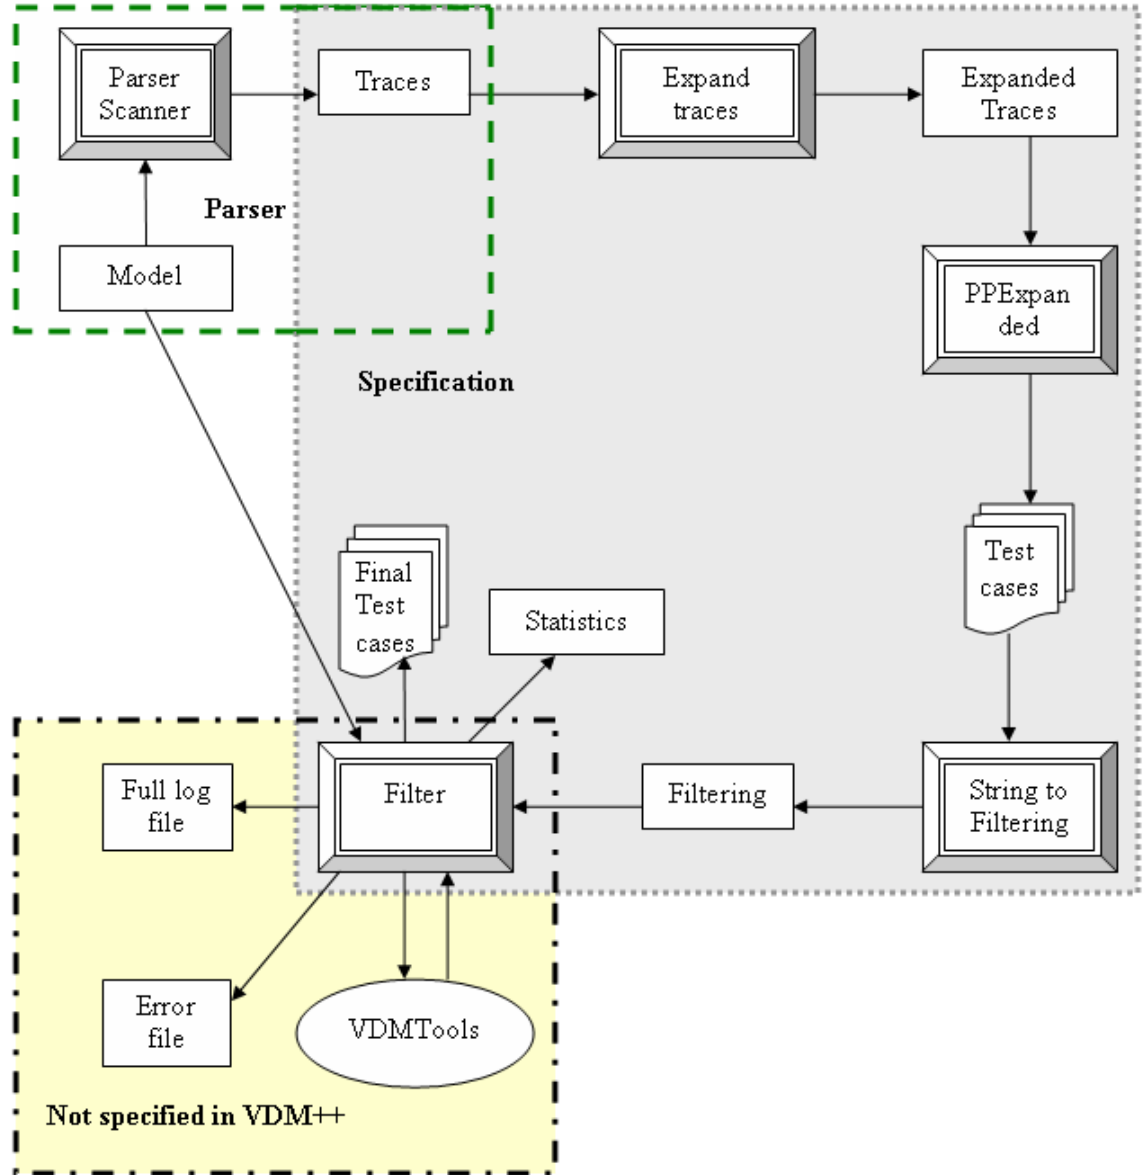 Parser
Scanner
Traces
Expand
traces
Expanded
Traces
Parser
Model
PPExpan
ded
Specification
Test
cases
Final
Test
cases
Statistics
Full log
file
Filter
Filtering
String to
Filtering
Error
file
VDMTools
Not specified in VDM++